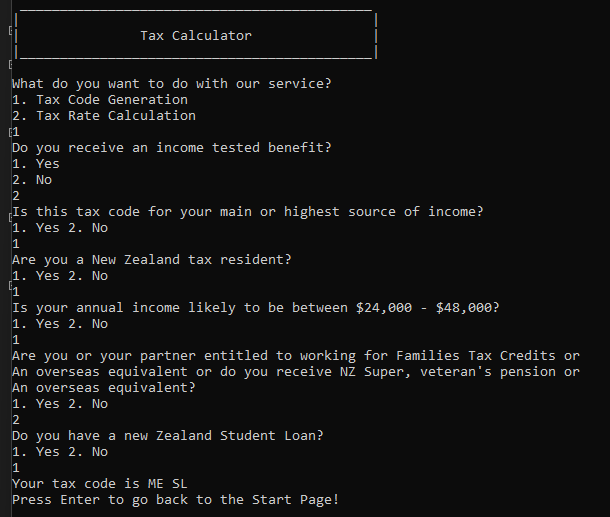 Tax Calculator
What do you want to do with our service?
1. Tax Code Generation
2. Tax Rate Calculation
1
Do you receive an income tested benefit?
1. Yes
2. No
2
Is this tax code for your main or highest source of income?
1. Yes 2. No
1
Are you a New Zealand tax resident?
1. Yes 2. No
1
Is your annual income likely to be between $24,000 - $48,000?
1. Yes 2. No
1
Are you or your partner entitled to working for Families Tax Credits or
An overseas equivalent or do you receive NZ Super, veteran's pension or
An overseas equivalent?
1. Yes 2. No
2
Do you have a new Zealand Student Loan?
1. Yes 2. No
1
Your tax code is ME SL
Press Enter to go back to the Start Page!